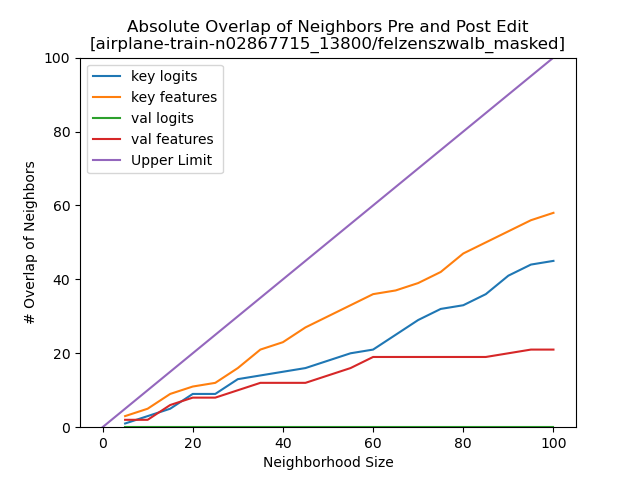 Absolute Overlap of Neighbors Pre and Post Edit
[airplane-train-n02867715_13800/felzenszwalb_masked]
100
80
60
40
20
0
# Overlap of Neighbors
key logits
key features
val logits
val features
Upper Limit
0 20 40 60 80 100
Neighborhood Size